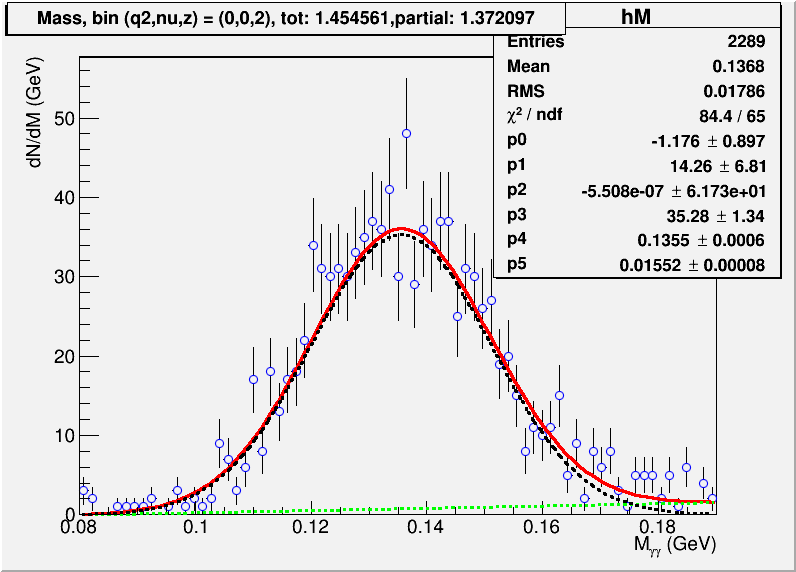 Mass, bin (q2,nu,z) = (0,0,2), tot: 1.454561,partial: 1.372097
hM
Entries 2289
Mean 0.1368
RMS 0.01786
χ² / ndf 84.4 / 65
p0 -1.176 ± 0.897
p1 14.26 ± 6.81
p2 -5.508e-07 ± 6.173e+01
p3 35.28 ± 1.34
p4 0.1355 ± 0.0006
p5 0.01552 ± 0.00008
dN/dM (GeV)
50
40
30
20
10
0
0.08 0.1 0.12 0.14 0.16 0.18
Mγγ (GeV)